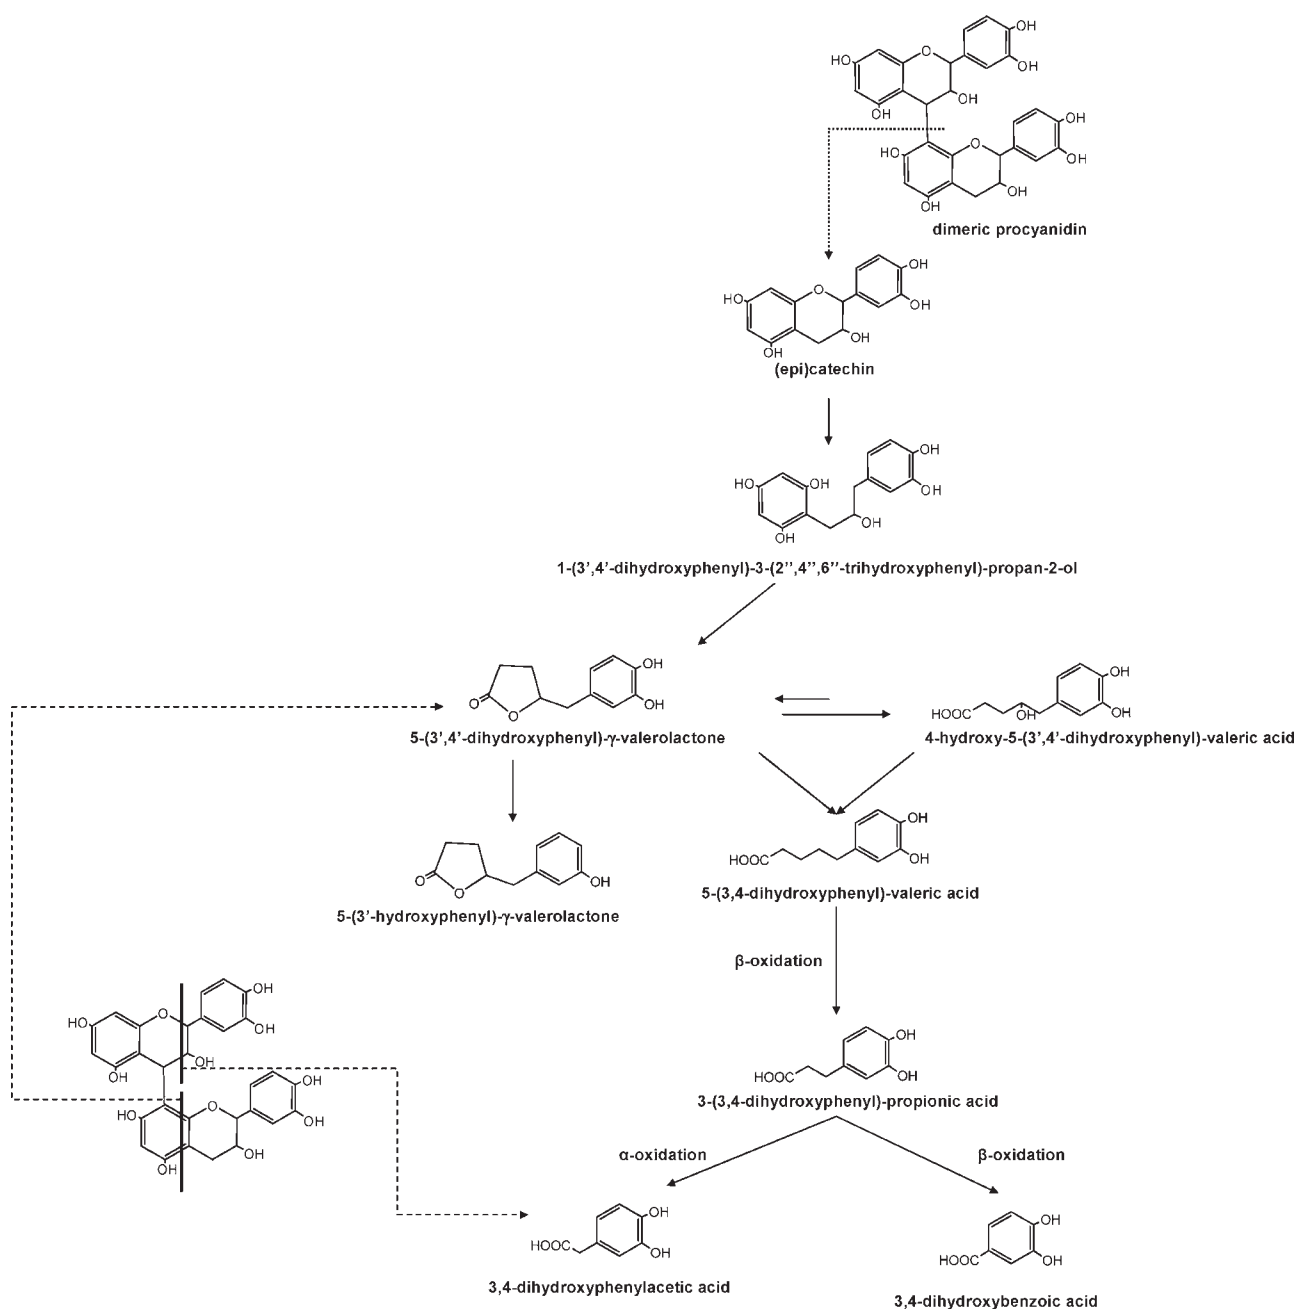 OH
O
HO
OH
OH
OH
OH
O
HO
OH
OH
OH
dimeric procyanidin
OH
O
HO
OH
OH
OH
(epi)catechin
OH
HO
OH
OH
OH
OH
1-(3',4'-dihydroxyphenyl)-3-(2'',4'',6''-trihydroxyphenyl)-propan-2-ol
OH
O
O
OH
5-(3',4'-dihydroxyphenyl)-γ-valerolactone
OH
HOOC
OH
OH
4-hydroxy-5-(3',4'-dihydroxyphenyl)-valeric acid
O
O
OH
5-(3'-hydroxyphenyl)-γ-valerolactone
OH
HOOC
OH
5-(3,4-dihydroxyphenyl)-valeric acid
β-oxidation
OH
O
HO
OH
OH
OH
OH
O
HO
OH
OH
OH
OH
HOOC
OH
3-(3,4-dihydroxyphenyl)-propionic acid
α-oxidation
β-oxidation
OH
HOOC
OH
3,4-dihydroxyphenylacetic acid
OH
HOOC
OH
3,4-dihydroxybenzoic acid